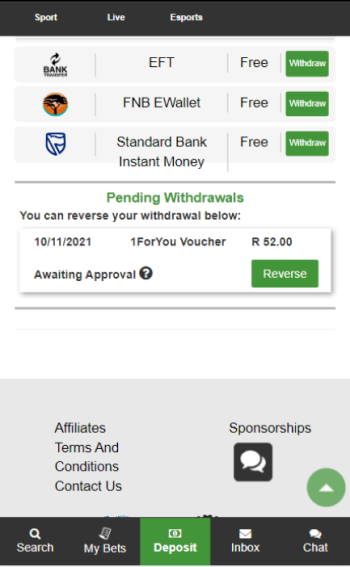 Sport Live Esports
BANK
TRANSFER
EFT Free Withdraw
FNB EWallet Free Withdraw
Standard Bank Free Withdraw
Instant Money
Pending Withdrawals
You can reverse your withdrawal below:
10/11/2021 1ForYou Voucher R 52.00
Awaiting Approval ? Reverse
Affiliates Sponsorships
Terms And
Conditions
Contact Us
Search My Bets Deposit Inbox Chat